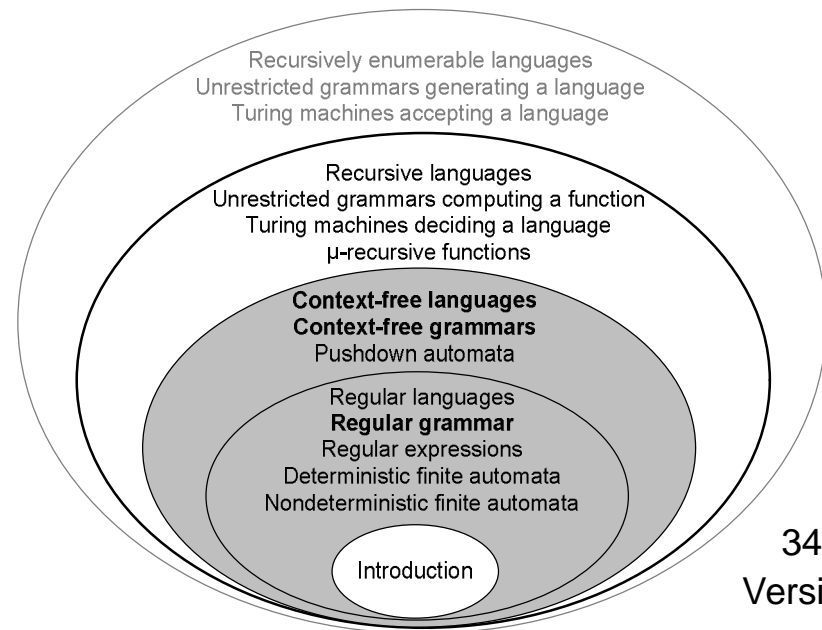 Recursively enumerable languages
Unrestricted grammars generating a language
Turing machines accepting a language
Recursive languages
Unrestricted grammars computing a function
Turing machines deciding a language
μ-recursive functions
Context-free languages
Context-free grammars
Pushdown automata
Regular languages
Regular grammar
Regular expressions
Deterministic finite automata
Nondeterministic finite automata
Introduction
34
Versi